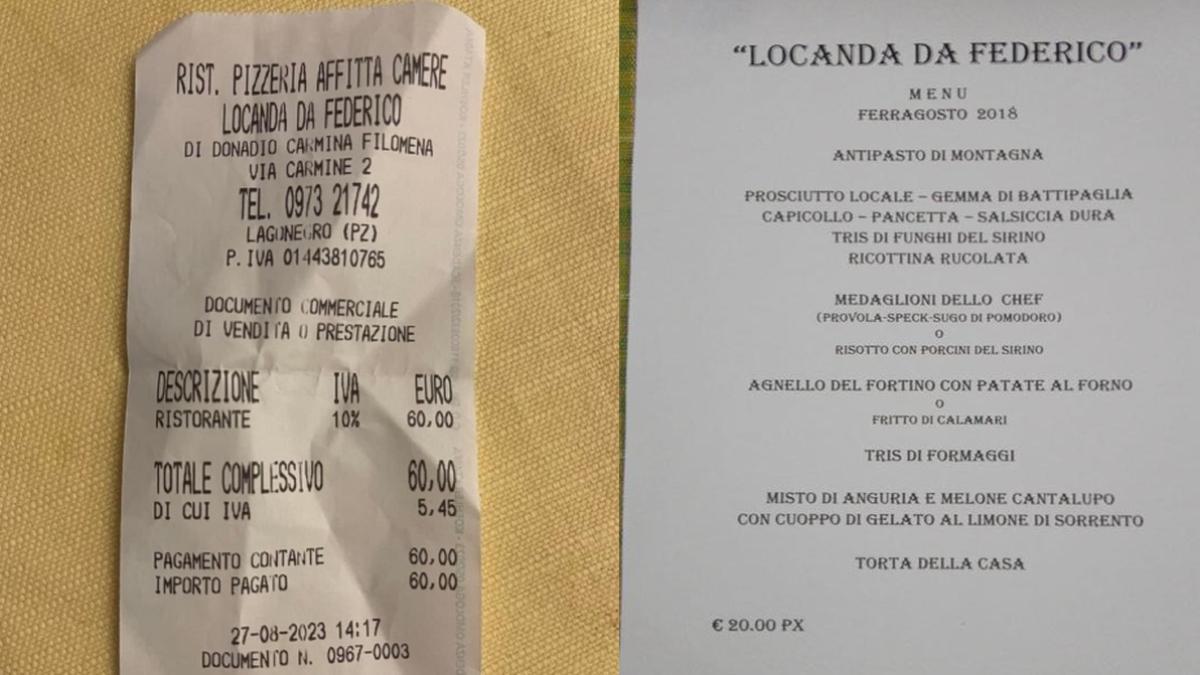 RIST. PIZZERIA AFFITTA CAMERE
LOCANDA DA FEDERICO
DI DONADIO CARMINA FILOMENA
VIA CARMINE 2
TEL. 0973 21742
LAGONEGRO (PZ)
P. IVA 01443810765
DOCUMENTO COMMERCIALE
DI VENDITA O PRESTAZIONE
DESCRIZIONE IVA EURO
RISTORANTE 10% 60,00
TOTALE COMPLESSIVO 60,00
DI CUI IVA 5,45
PAGAMENTO CONTANTE 60,00
IMPORTO PAGATO 60,00
27-08-2023 14:17
DOCUMENTO N. 0967-0003
“LOCANDA DA FEDERICO”
MENU
FERRAGOSTO 2018
ANTIPASTO DI MONTAGNA
PROSCIUTTO LOCALE – GEMMA DI BATTIPAGLIA
CAPICOLLO – PANCETTA – SALSICCIA DURA
TRIS DI FUNGHI DEL SIRINO
RICOTTINA RUCOLATA
MEDAGLIONI DELLO CHEF
(PROVOLA-SPECK-SUGO DI POMODORO)
O
RISOTTO CON PORCINI DEL SIRINO
AGNELLO DEL FORTINO CON PATATE AL FORNO
O
FRITTO DI CALAMARI
TRIS DI FORMAGGI
MISTO DI ANGURIA E MELONE CANTALUPO
CON CUOPPO DI GELATO AL LIMONE DI SORRENTO
TORTA DELLA CASA
€ 20.00 PX